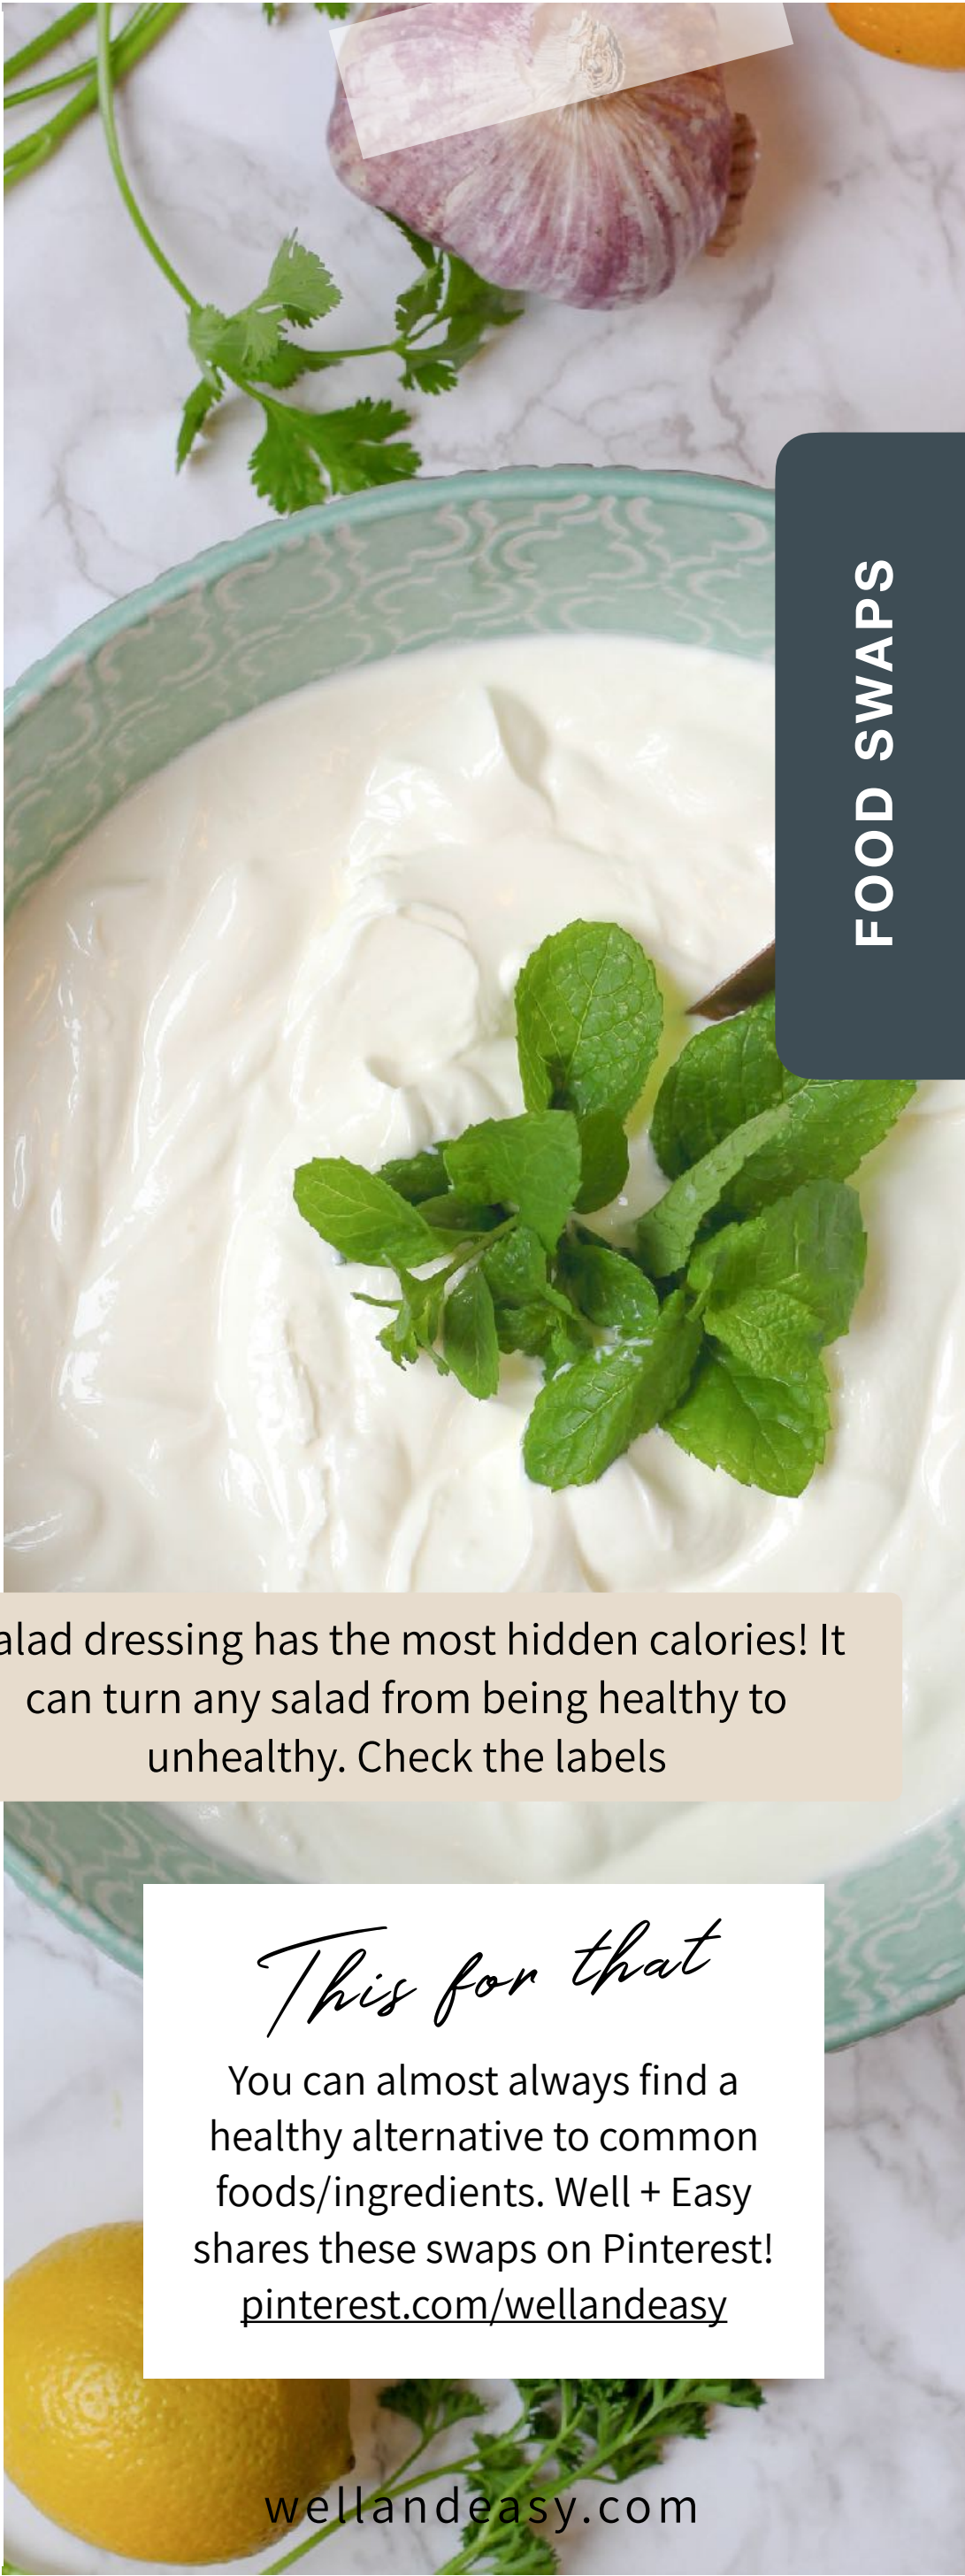 FOOD SWAPS
alad dressing has the most hidden calories! It
can turn any salad from being healthy to
unhealthy. Check the labels
This for that
You can almost always find a
healthy alternative to common
foods/ingredients. Well + Easy
shares these swaps on Pinterest!
pinterest.com/wellandeasy
wellandeasy.com